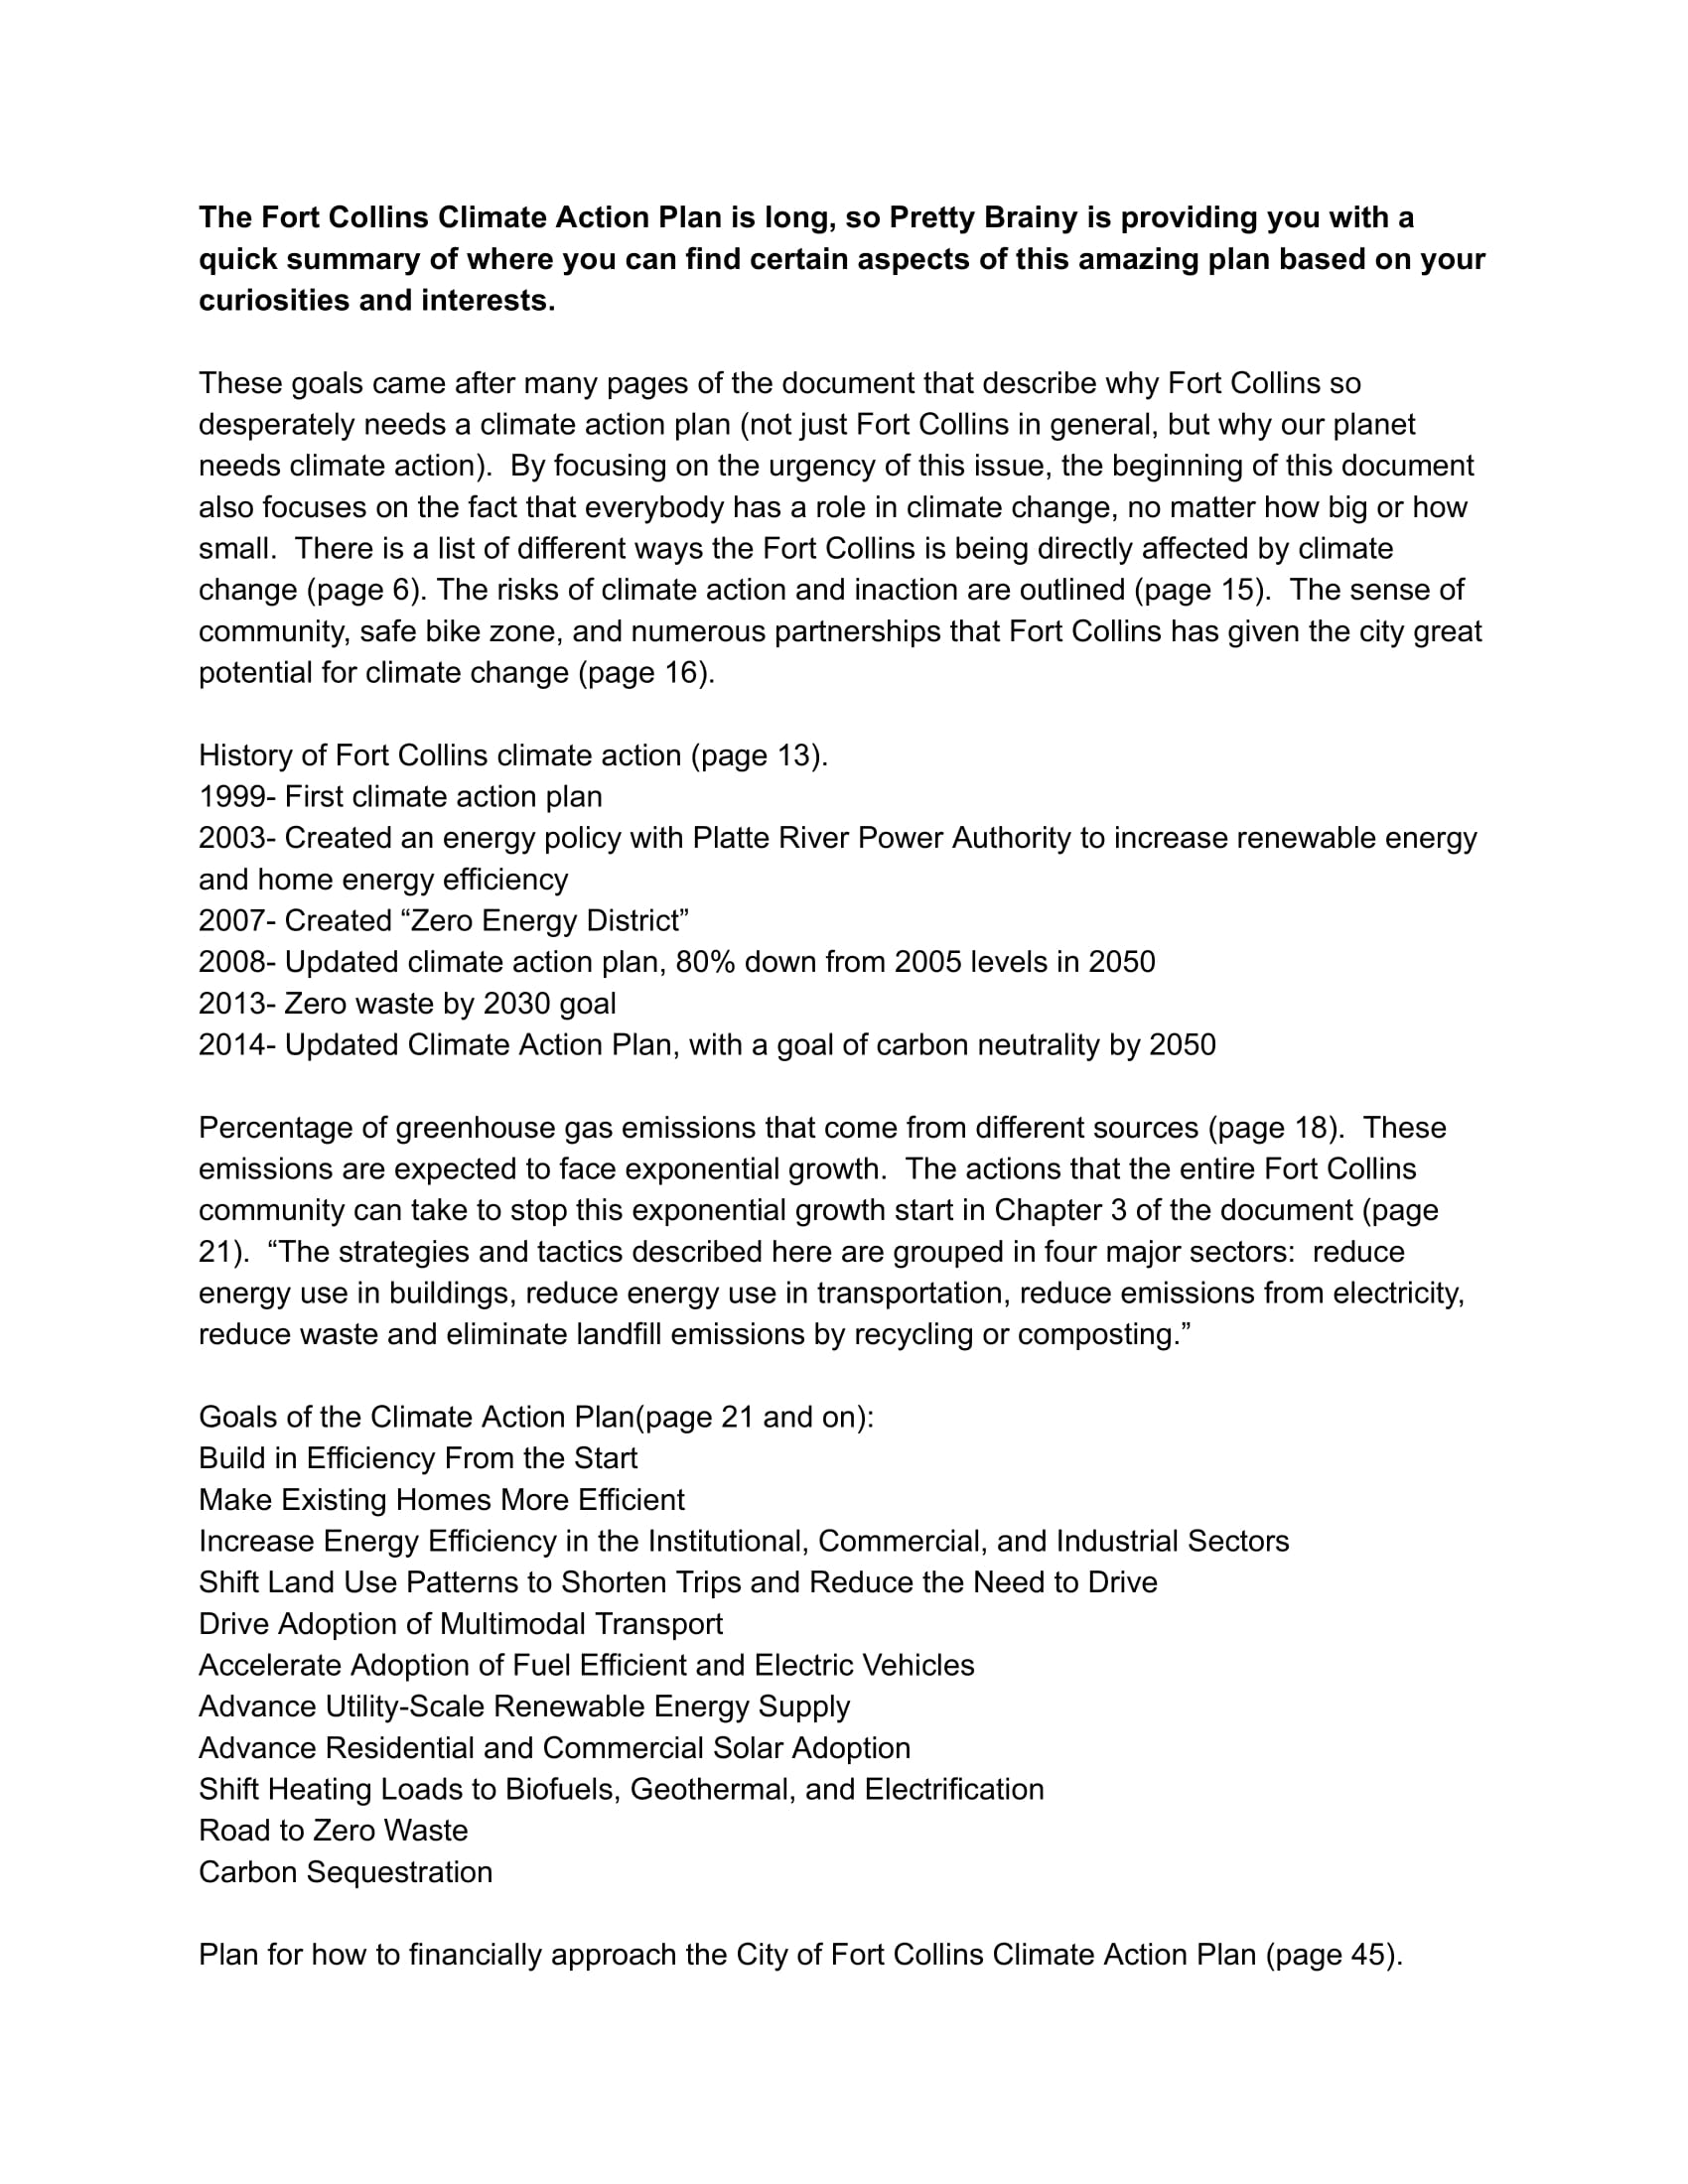 The Fort Collins Climate Action Plan is long, so Pretty Brainy is providing you with a
quick summary of where you can find certain aspects of this amazing plan based on your
curiosities and interests.
These goals came after many pages of the document that describe why Fort Collins so
desperately needs a climate action plan (not just Fort Collins in general, but why our planet
needs climate action).  By focusing on the urgency of this issue, the beginning of this document
also focuses on the fact that everybody has a role in climate change, no matter how big or how
small.  There is a list of different ways the Fort Collins is being directly affected by climate
change (page 6). The risks of climate action and inaction are outlined (page 15).  The sense of
community, safe bike zone, and numerous partnerships that Fort Collins has given the city great
potential for climate change (page 16).
History of Fort Collins climate action (page 13).
1999- First climate action plan
2003- Created an energy policy with Platte River Power Authority to increase renewable energy
and home energy efficiency
2007- Created “Zero Energy District”
2008- Updated climate action plan, 80% down from 2005 levels in 2050
2013- Zero waste by 2030 goal
2014- Updated Climate Action Plan, with a goal of carbon neutrality by 2050
Percentage of greenhouse gas emissions that come from different sources (page 18).  These
emissions are expected to face exponential growth.  The actions that the entire Fort Collins
community can take to stop this exponential growth start in Chapter 3 of the document (page
21).  “The strategies and tactics described here are grouped in four major sectors:  reduce
energy use in buildings, reduce energy use in transportation, reduce emissions from electricity,
reduce waste and eliminate landfill emissions by recycling or composting.”
Goals of the Climate Action Plan(page 21 and on):
Build in Efficiency From the Start
Make Existing Homes More Efficient
Increase Energy Efficiency in the Institutional, Commercial, and Industrial Sectors
Shift Land Use Patterns to Shorten Trips and Reduce the Need to Drive
Drive Adoption of Multimodal Transport
Accelerate Adoption of Fuel Efficient and Electric Vehicles
Advance Utility-Scale Renewable Energy Supply
Advance Residential and Commercial Solar Adoption
Shift Heating Loads to Biofuels, Geothermal, and Electrification
Road to Zero Waste
Carbon Sequestration
Plan for how to financially approach the City of Fort Collins Climate Action Plan (page 45).